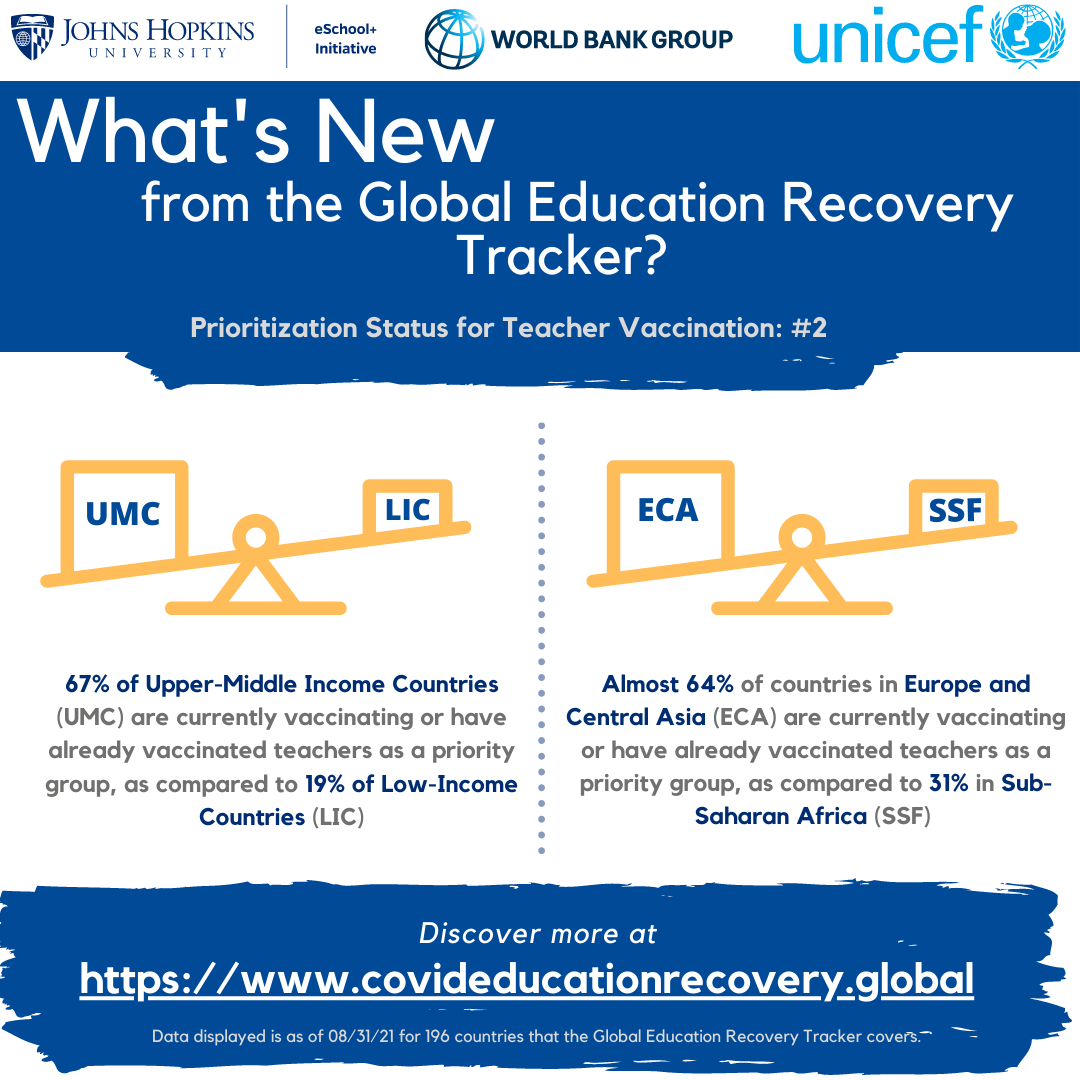 JOHNS HOPKINS
UNIVERSITY
eSchool+
Initiative
WORLD BANK GROUP
unicef
What's New
from the Global Education Recovery
Tracker?
Prioritization Status for Teacher Vaccination: #2
UMC
LIC
67% of Upper-Middle Income Countries
(UMC) are currently vaccinating or have
already vaccinated teachers as a priority
group, as compared to 19% of Low-Income
Countries (LIC)
ECA
SSF
Almost 64% of countries in Europe and
Central Asia (ECA) are currently vaccinating
or have already vaccinated teachers as a
priority group, as compared to 31% in Sub-
Saharan Africa (SSF)
Discover more at
https://www.covideducationrecovery.global
Data displayed is as of 08/31/21 for 196 countries that the Global Education Recovery Tracker covers.